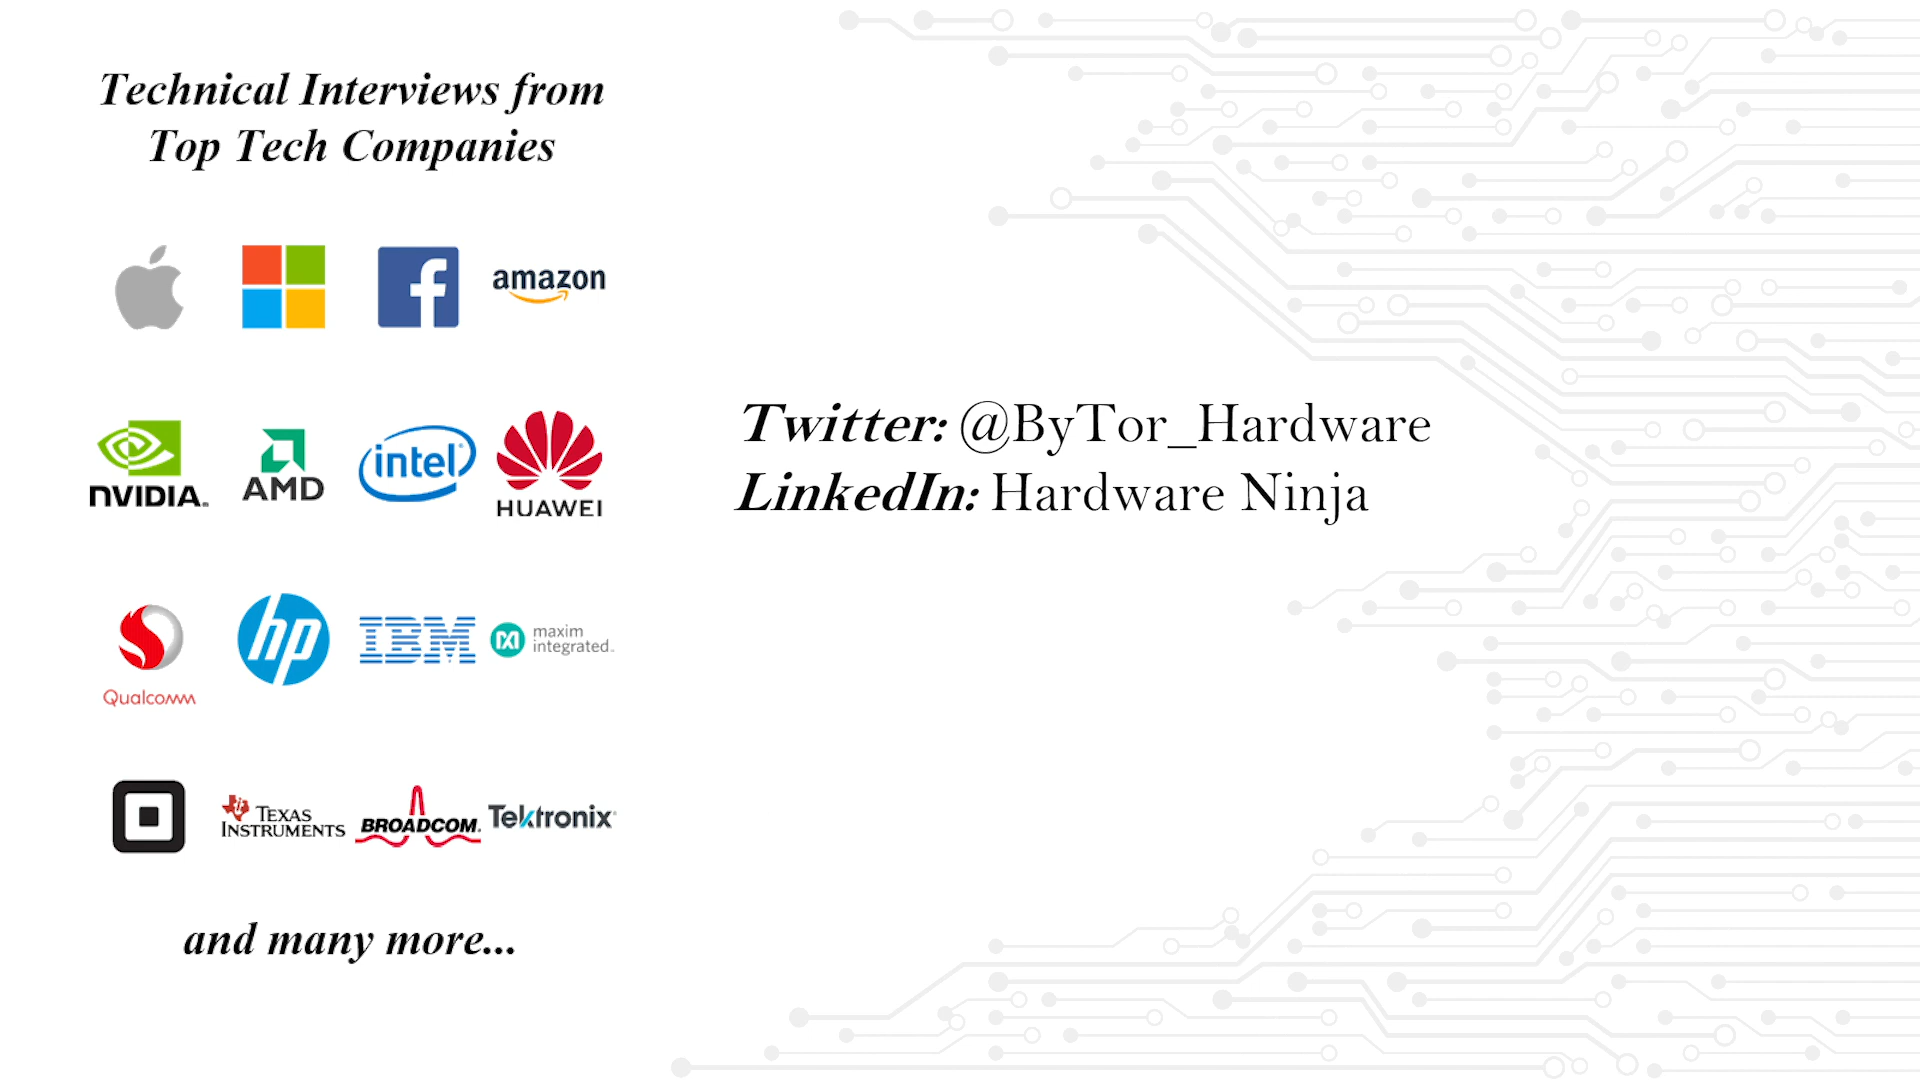 Technical Interviews from
Top Tech Companies
amazon
nVIDIA.
AMD
intel
HUAWEI
Twitter: @ByTor_Hardware
LinkedIn: Hardware Ninja
Qualcomm
hp
IBM
maxim
integrated™
TEXAS
INSTRUMENTS
BROADCOM.
Tektronix
and many more...